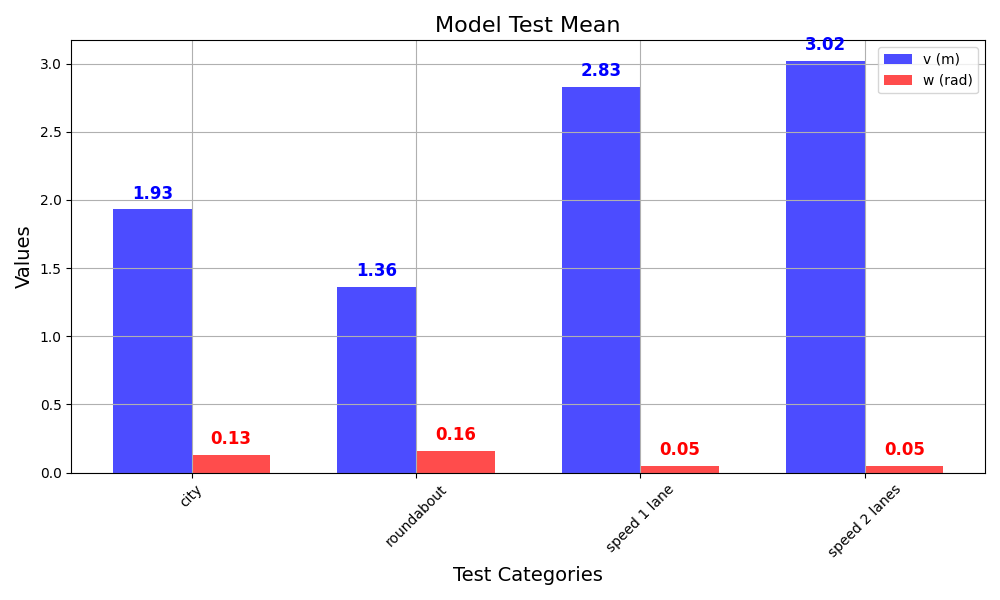 Model Test Mean
v (m)
w (rad)
Values
3.0
2.5
2.0
1.5
1.0
0.5
0.0
1.93
0.13
1.36
0.16
2.83
0.05
3.02
0.05
city
roundabout
speed 1 lane
speed 2 lanes
Test Categories